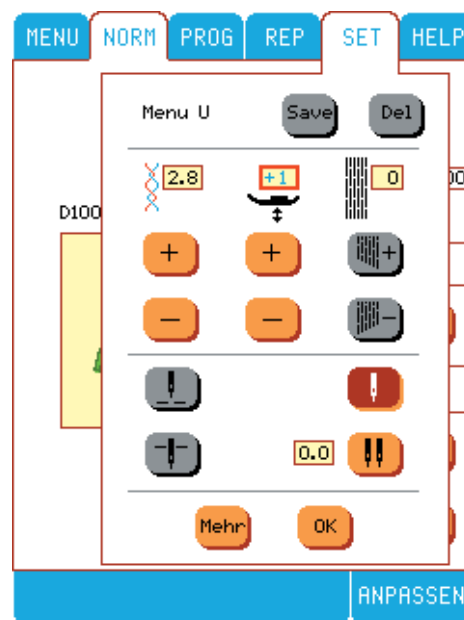 MENU NORM PROG REP SET HELP
Menu U Save Del
2.8 +1 0
D100
+ + +
- - -
0.0
Mehr OK
ANPASSEN